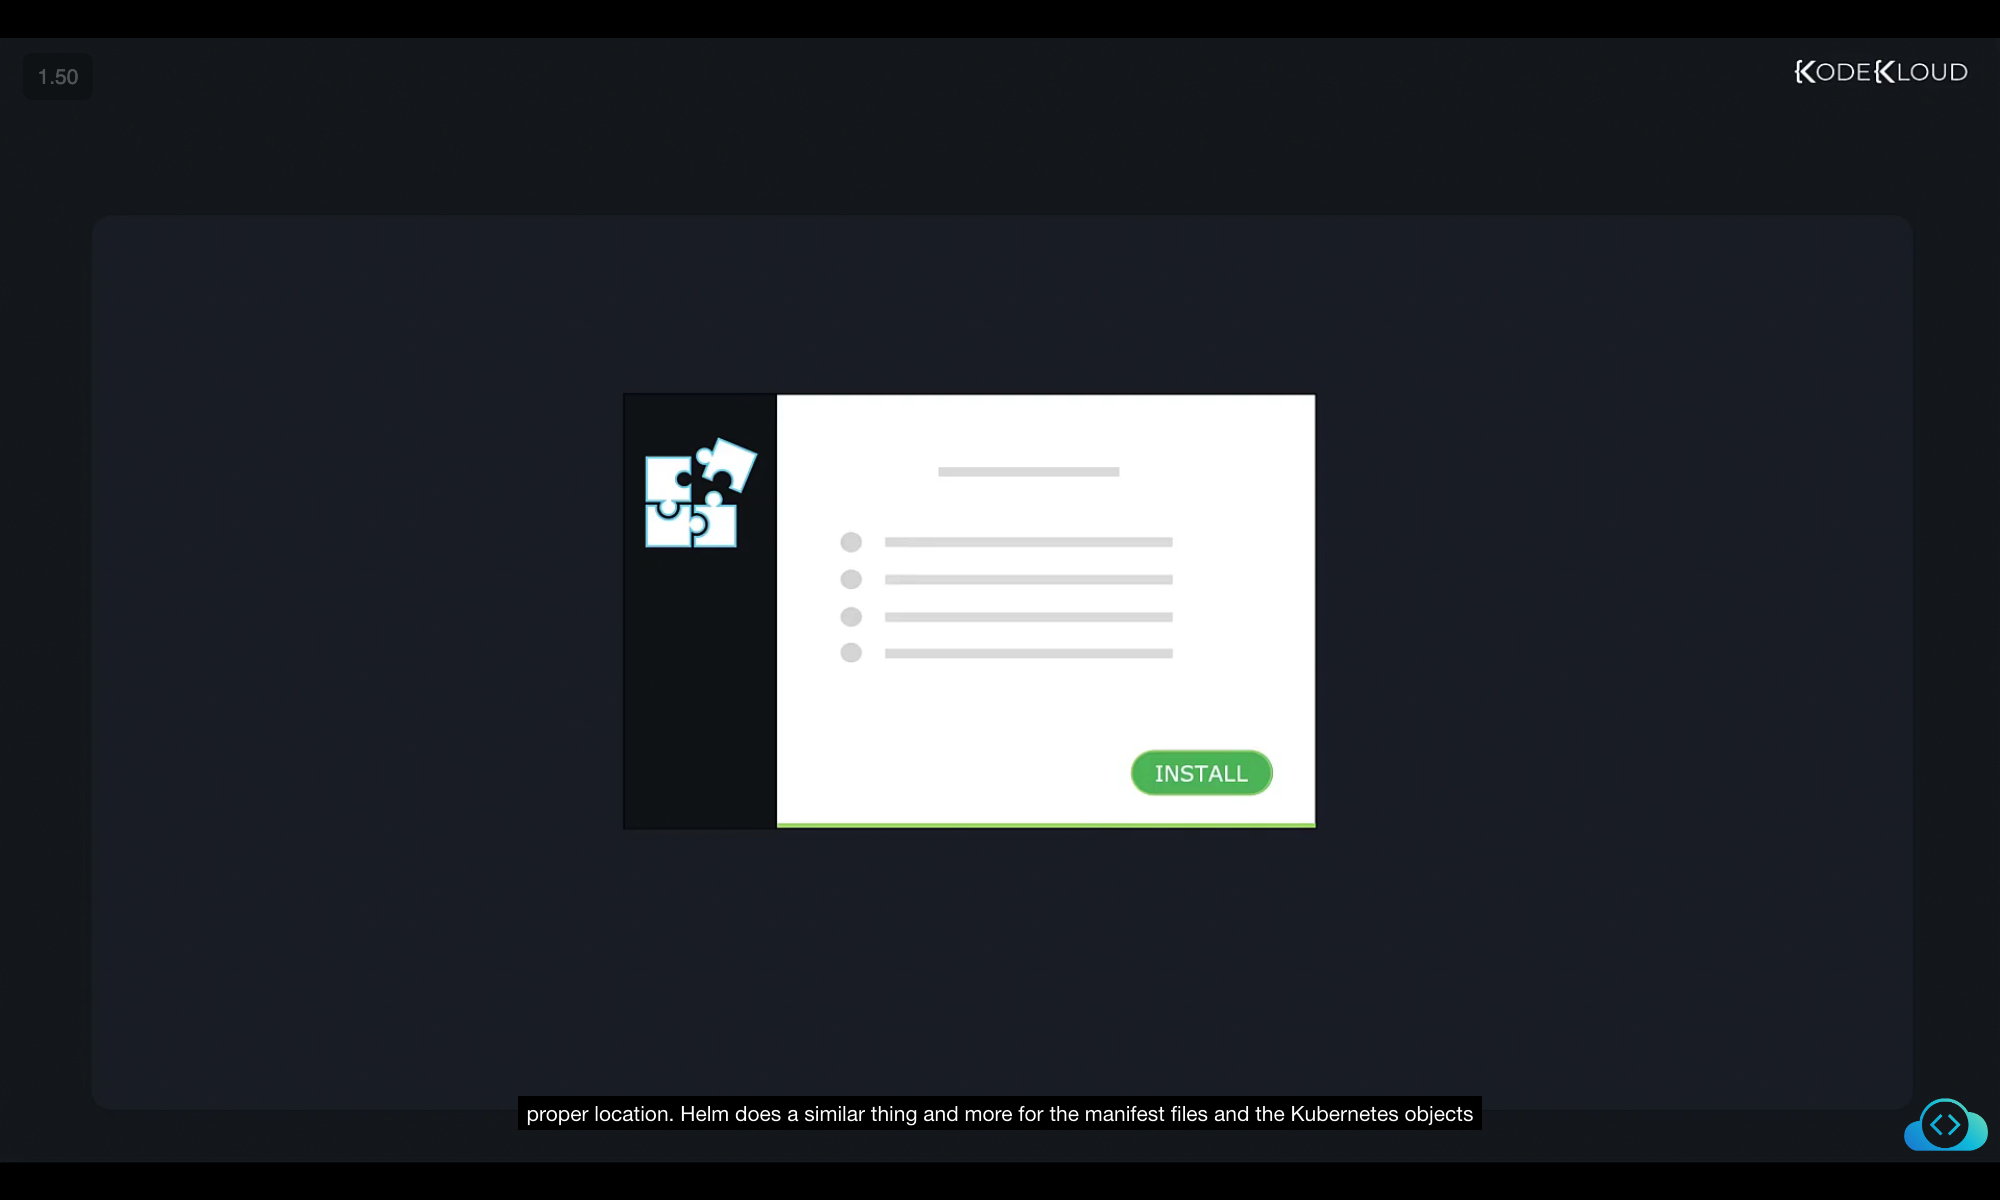 1.50
KODEKLOUD
INSTALL
proper location. Helm does a similar thing and more for the manifest files and the Kubernetes objects